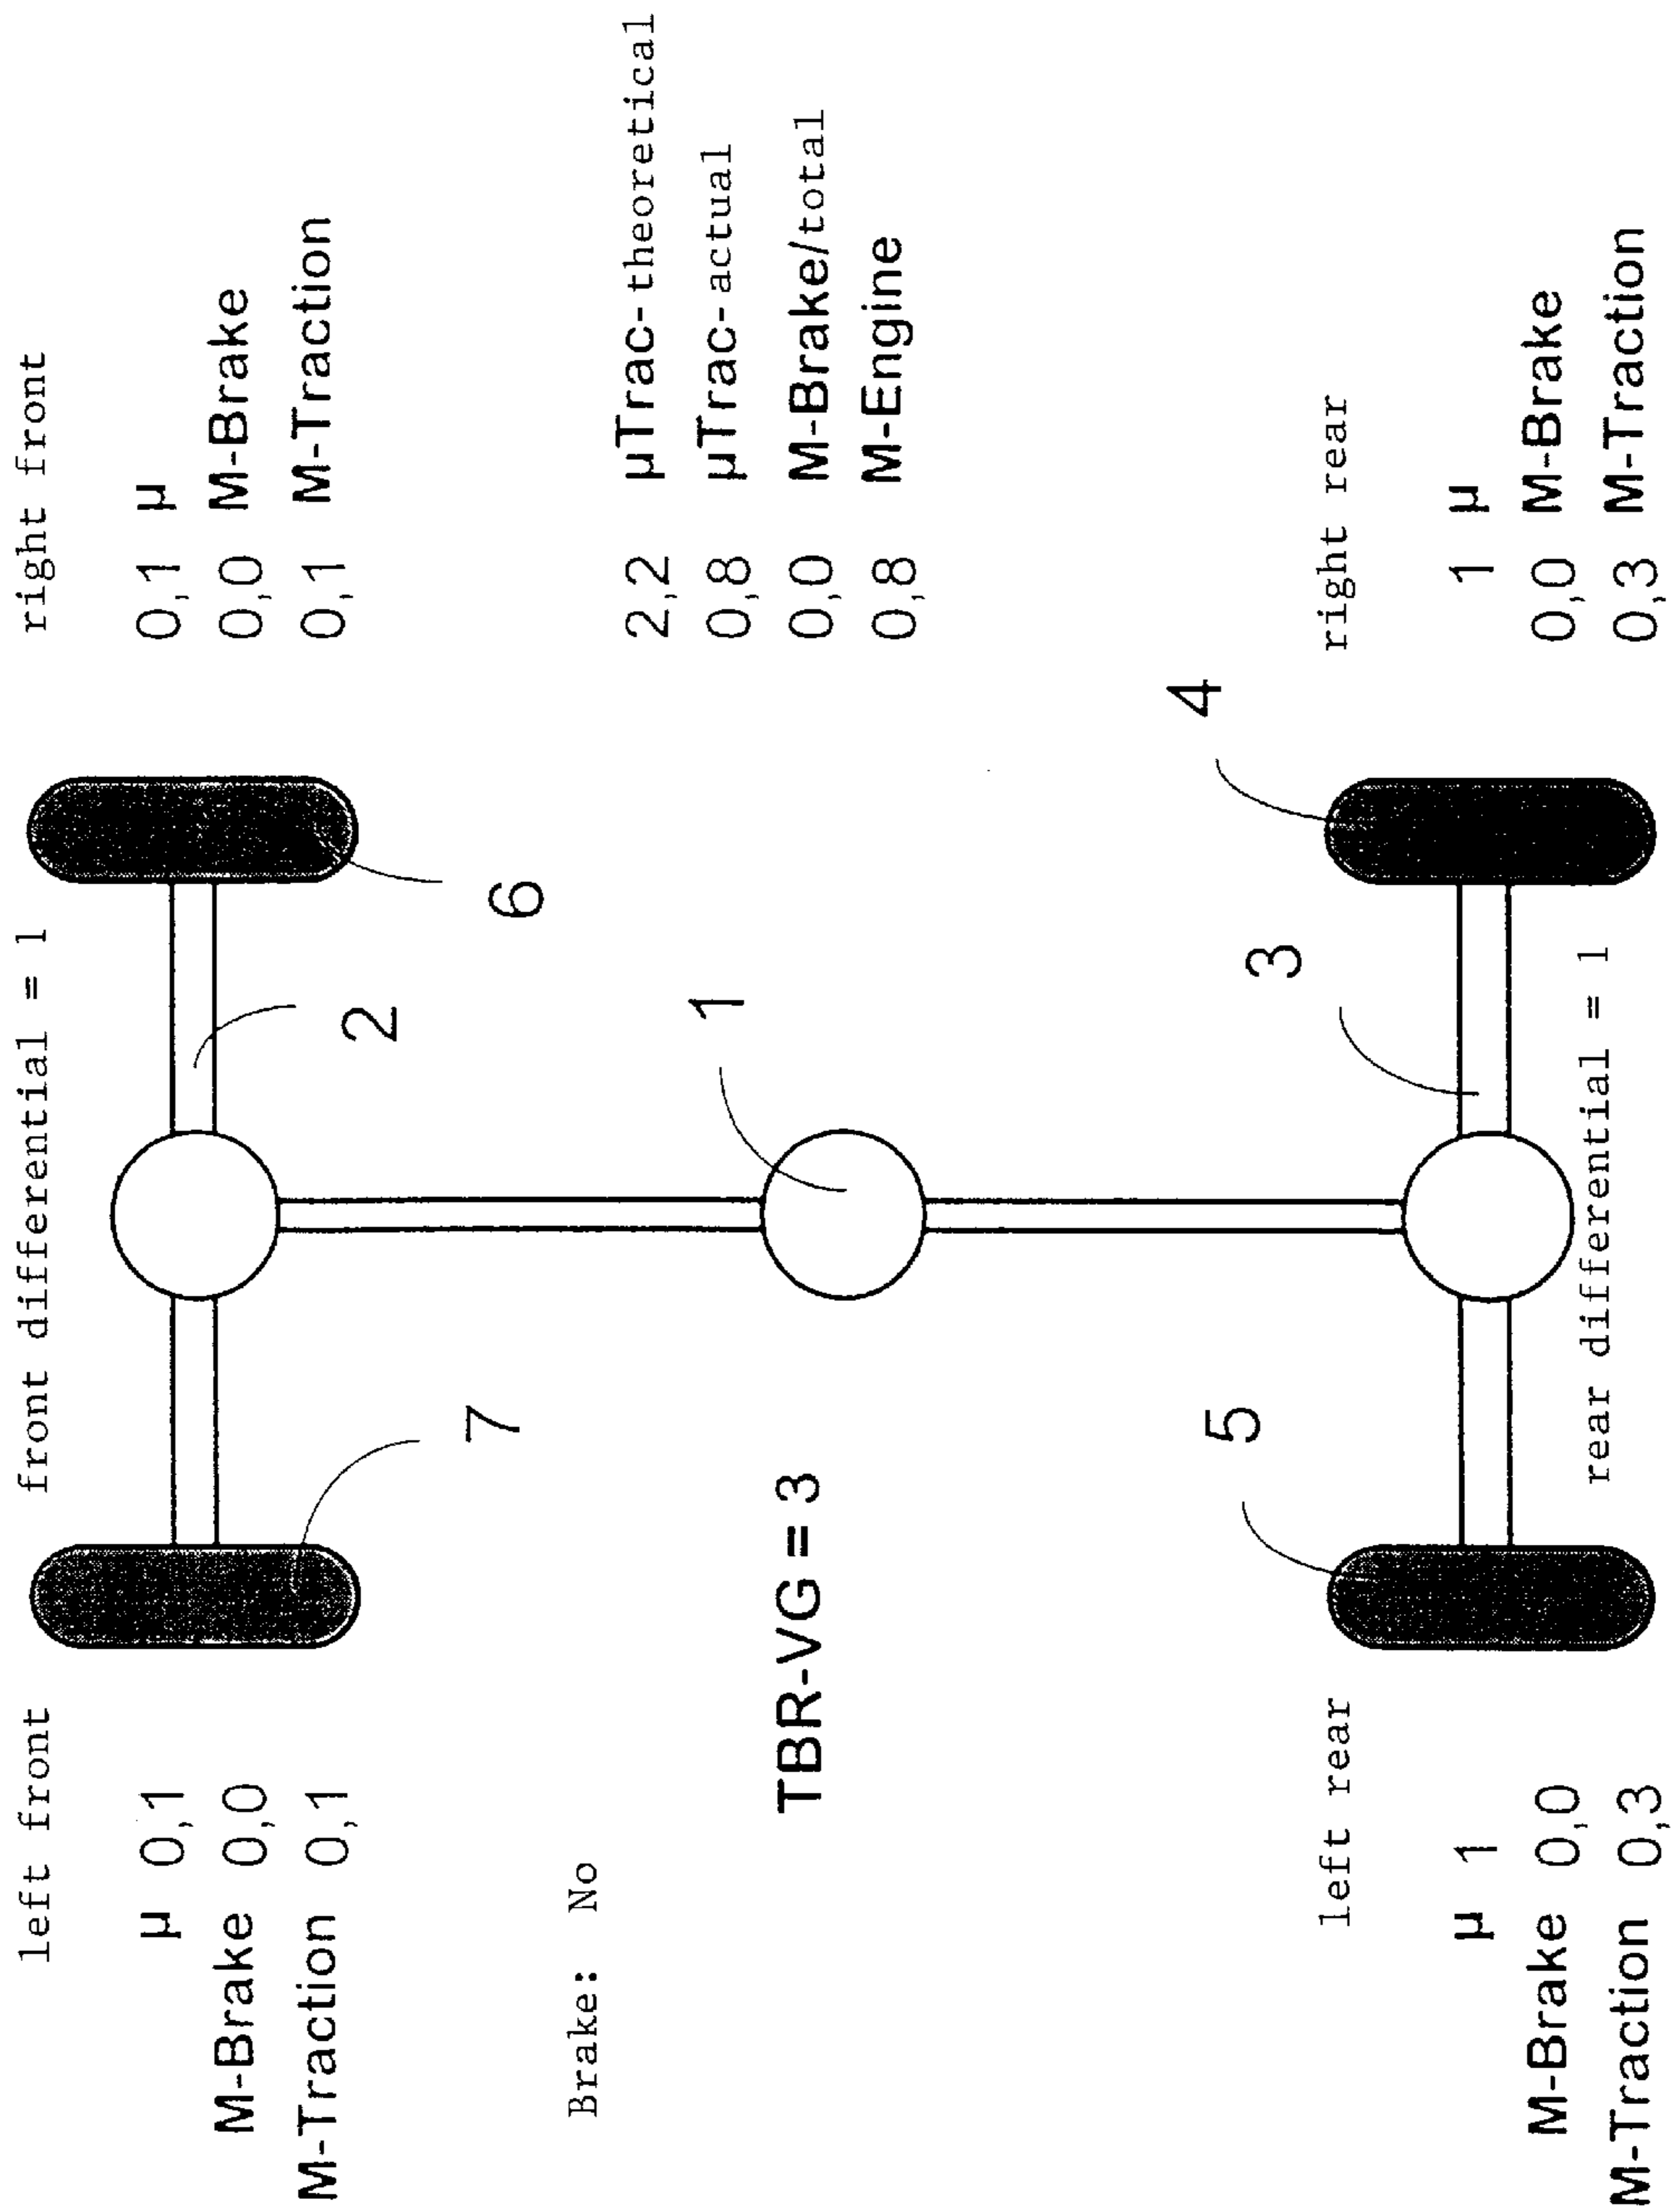 left front
front differential = 1
right front
µ 0,1
M-Brake 0,0
M-Traction 0,1
0,1 µ
0,0 M-Brake
0,1 M-Traction
7
2
6
Brake: No
2,2 µTrac-theoretical
0,8 µTrac-actual
0,0 M-Brake/total
0,8 M-Engine
TBR-VG = 3
1
left rear
5
3
4
right rear
µ 1
M-Brake 0,0
M-Traction 0,3
1 µ
0,0 M-Brake
0,3 M-Traction
rear differential = 1